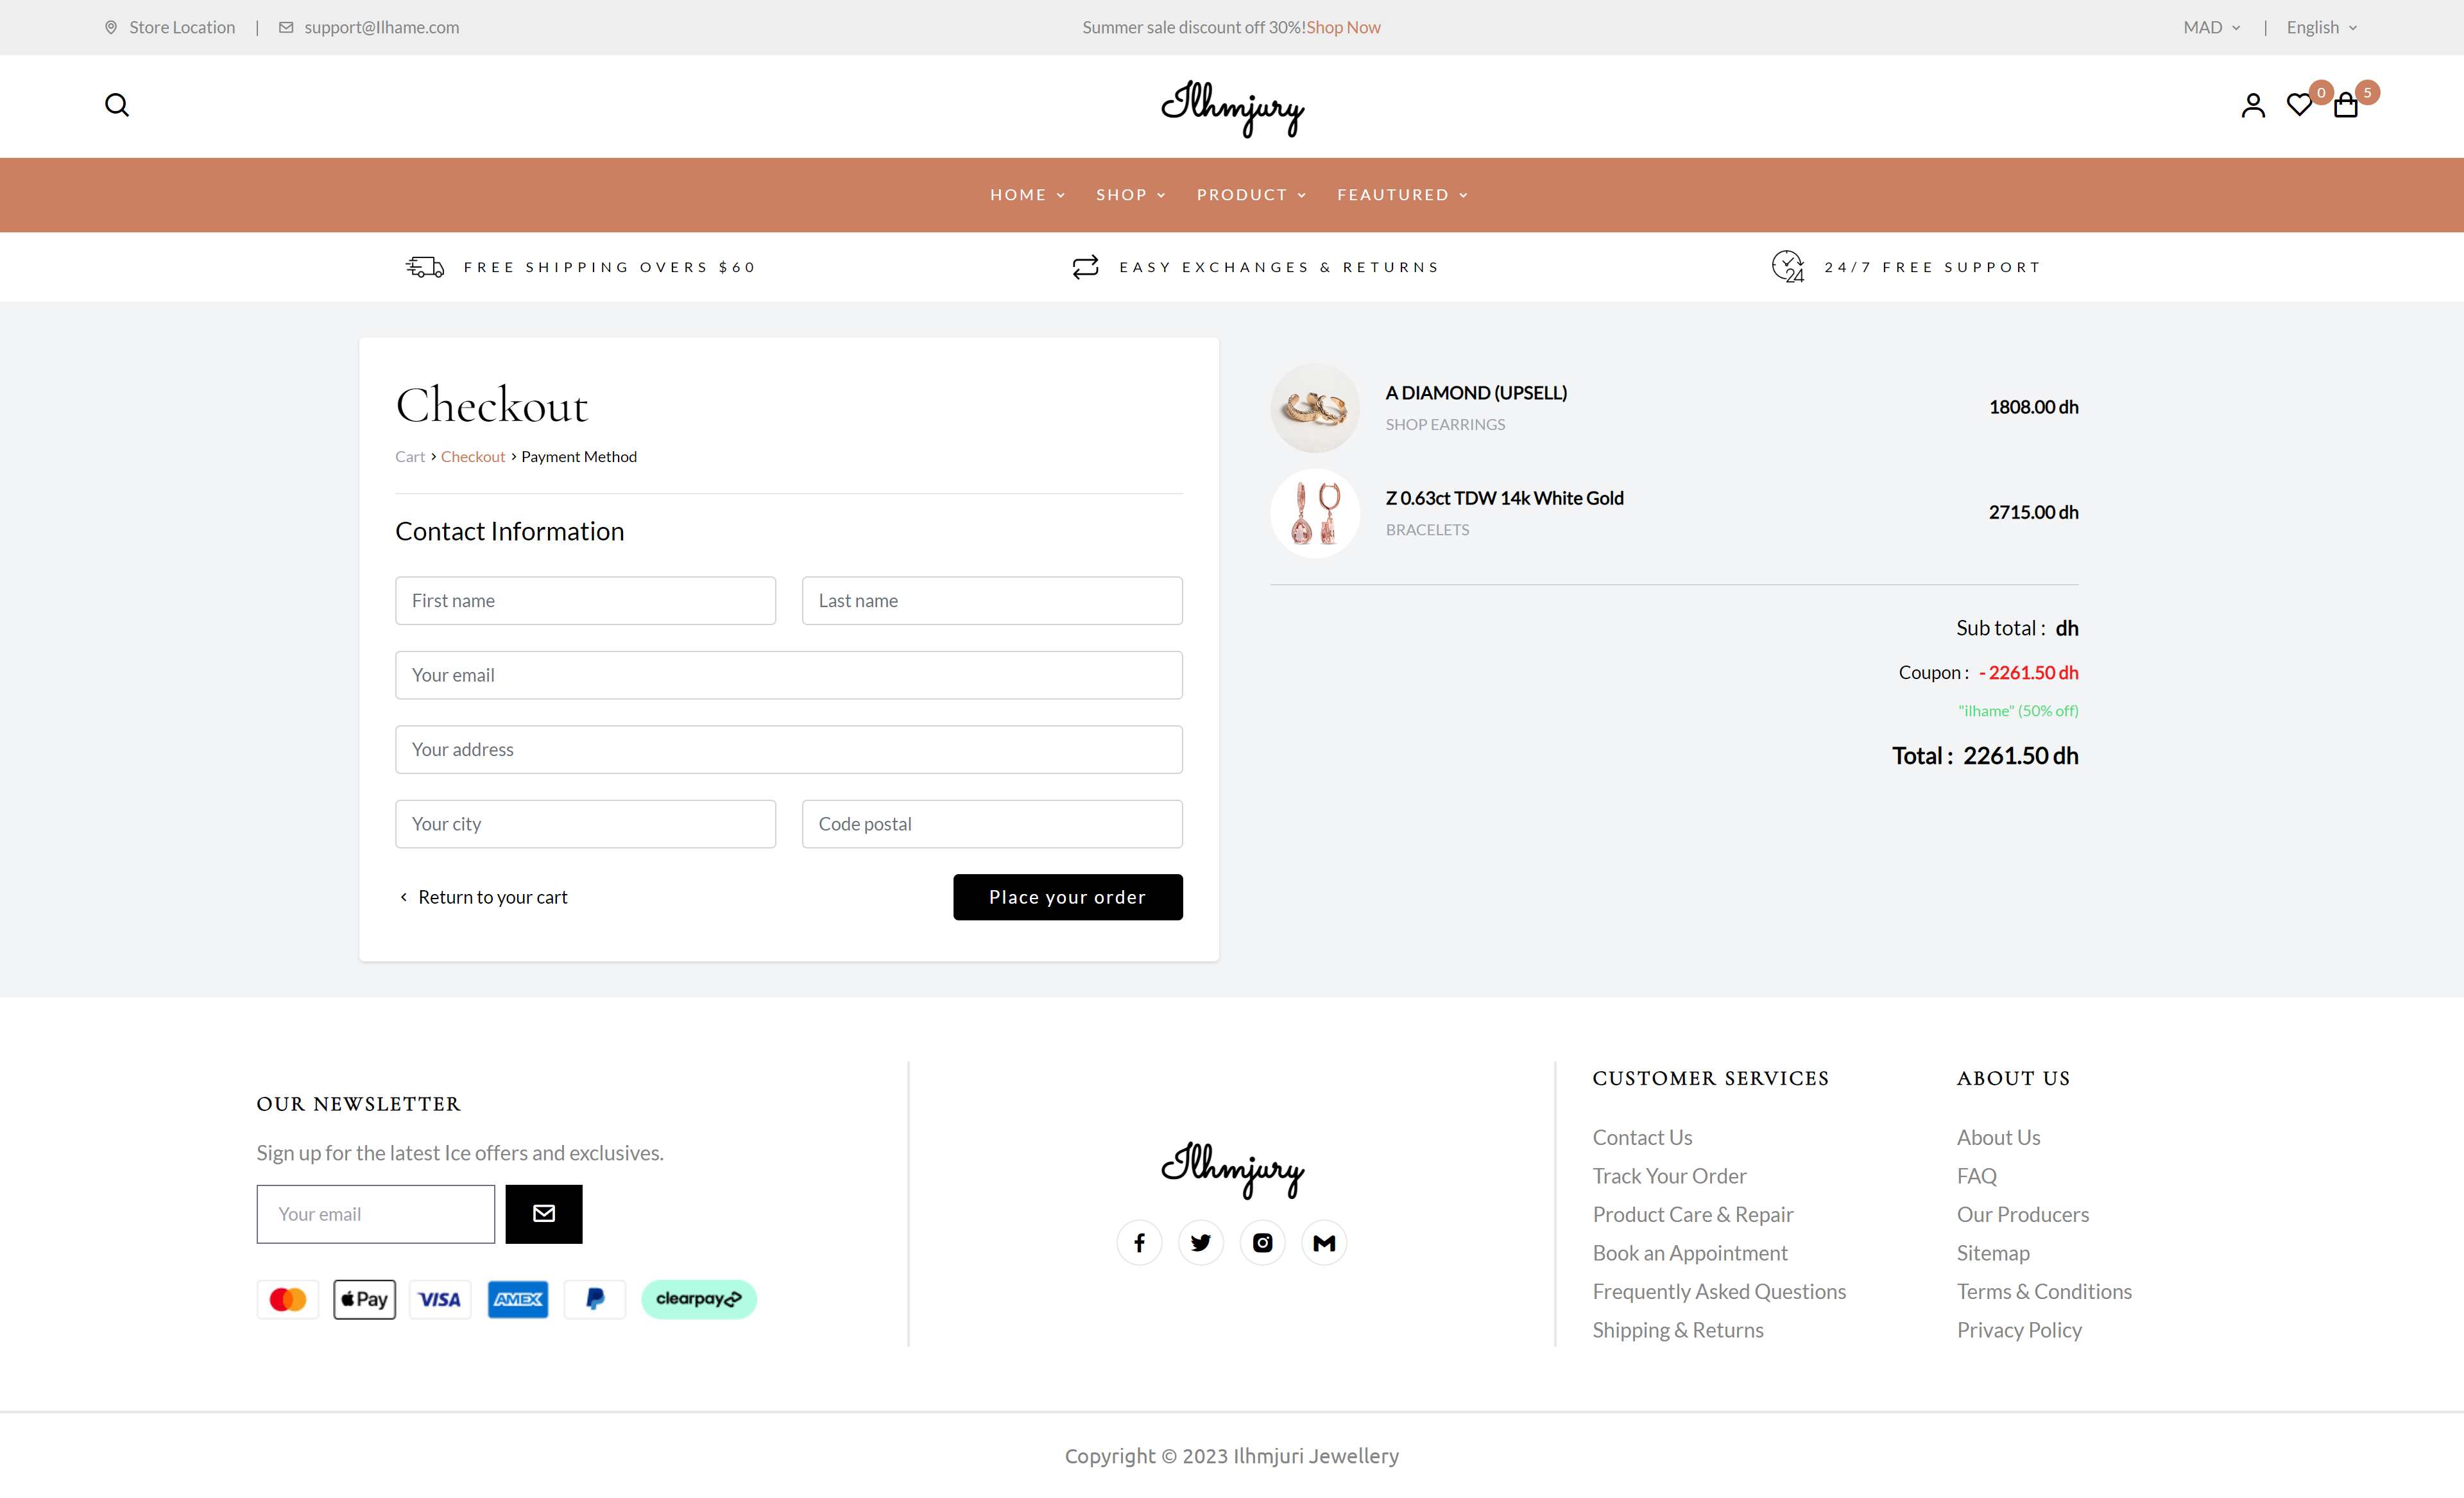 Store Location | support@Ilhame.com
Summer sale discount off 30%!Shop Now
MAD | English
Ilhmjury
0
5
HOME SHOP PRODUCT FEAUTURED
FREE SHIPPING OVERS $60
EASY EXCHANGES & RETURNS
24
24/7 FREE SUPPORT
Checkout
Cart > Checkout > Payment Method
Contact Information
First name
Last name
Your email
Your address
Your city
Code postal
Return to your cart
Place your order
A DIAMOND (UPSELL)
SHOP EARRINGS
1808.00 dh
Z 0.63ct TDW 14k White Gold
BRACELETS
2715.00 dh
Sub total : dh
Coupon : - 2261.50 dh
"ilhame" (50% off)
Total : 2261.50 dh
OUR NEWSLETTER
Sign up for the latest Ice offers and exclusives.
Your email
Pay
VISA
AMEX
clearpay
Ilhmjury
CUSTOMER SERVICES
Contact Us
Track Your Order
Product Care & Repair
Book an Appointment
Frequently Asked Questions
Shipping & Returns
ABOUT US
About Us
FAQ
Our Producers
Sitemap
Terms & Conditions
Privacy Policy
Copyright © 2023 Ilhmjuri Jewellery